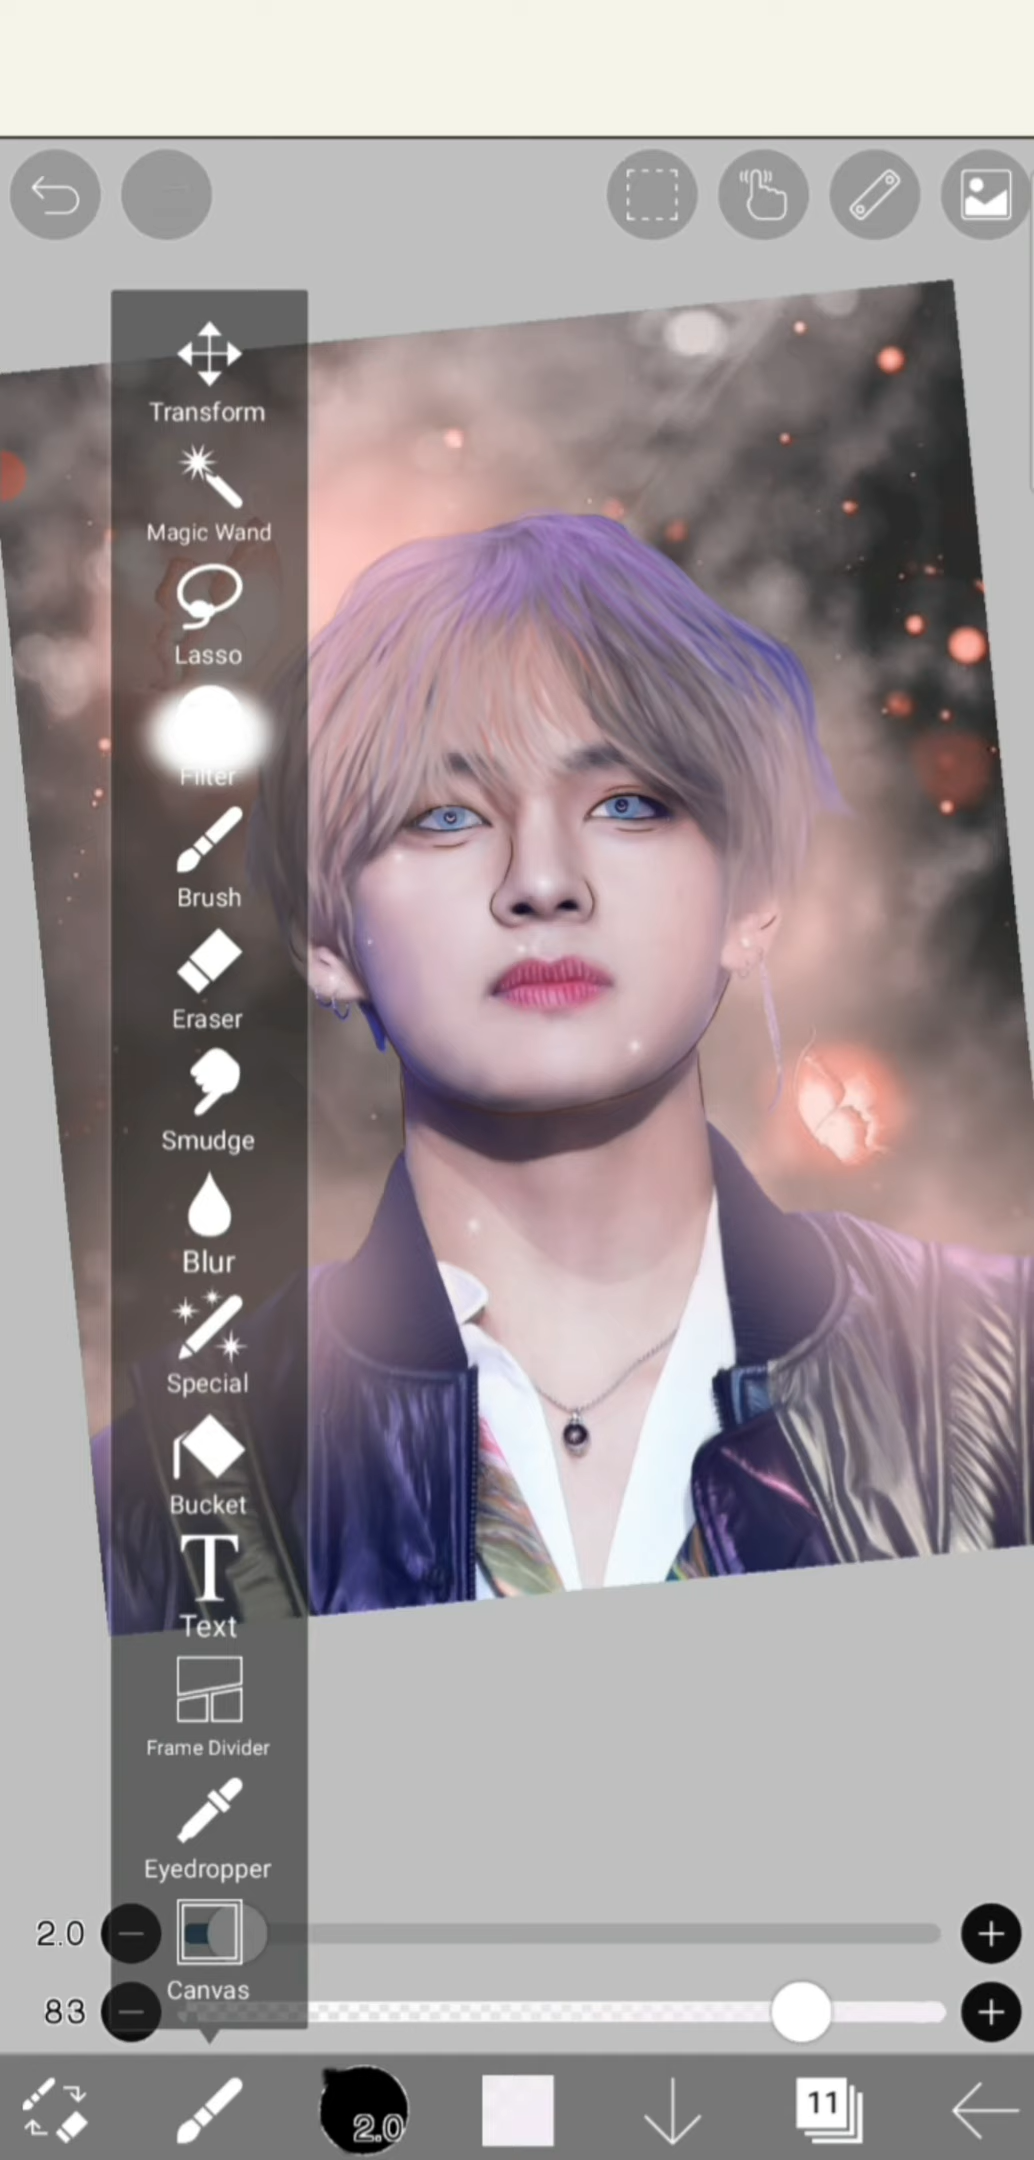 Transform
Magic Wand
Lasso
Filter
Brush
Eraser
Smudge
Blur
Special
Bucket
T
Text
Frame Divider
Eyedropper
2.0
Canvas
83
2.0
11